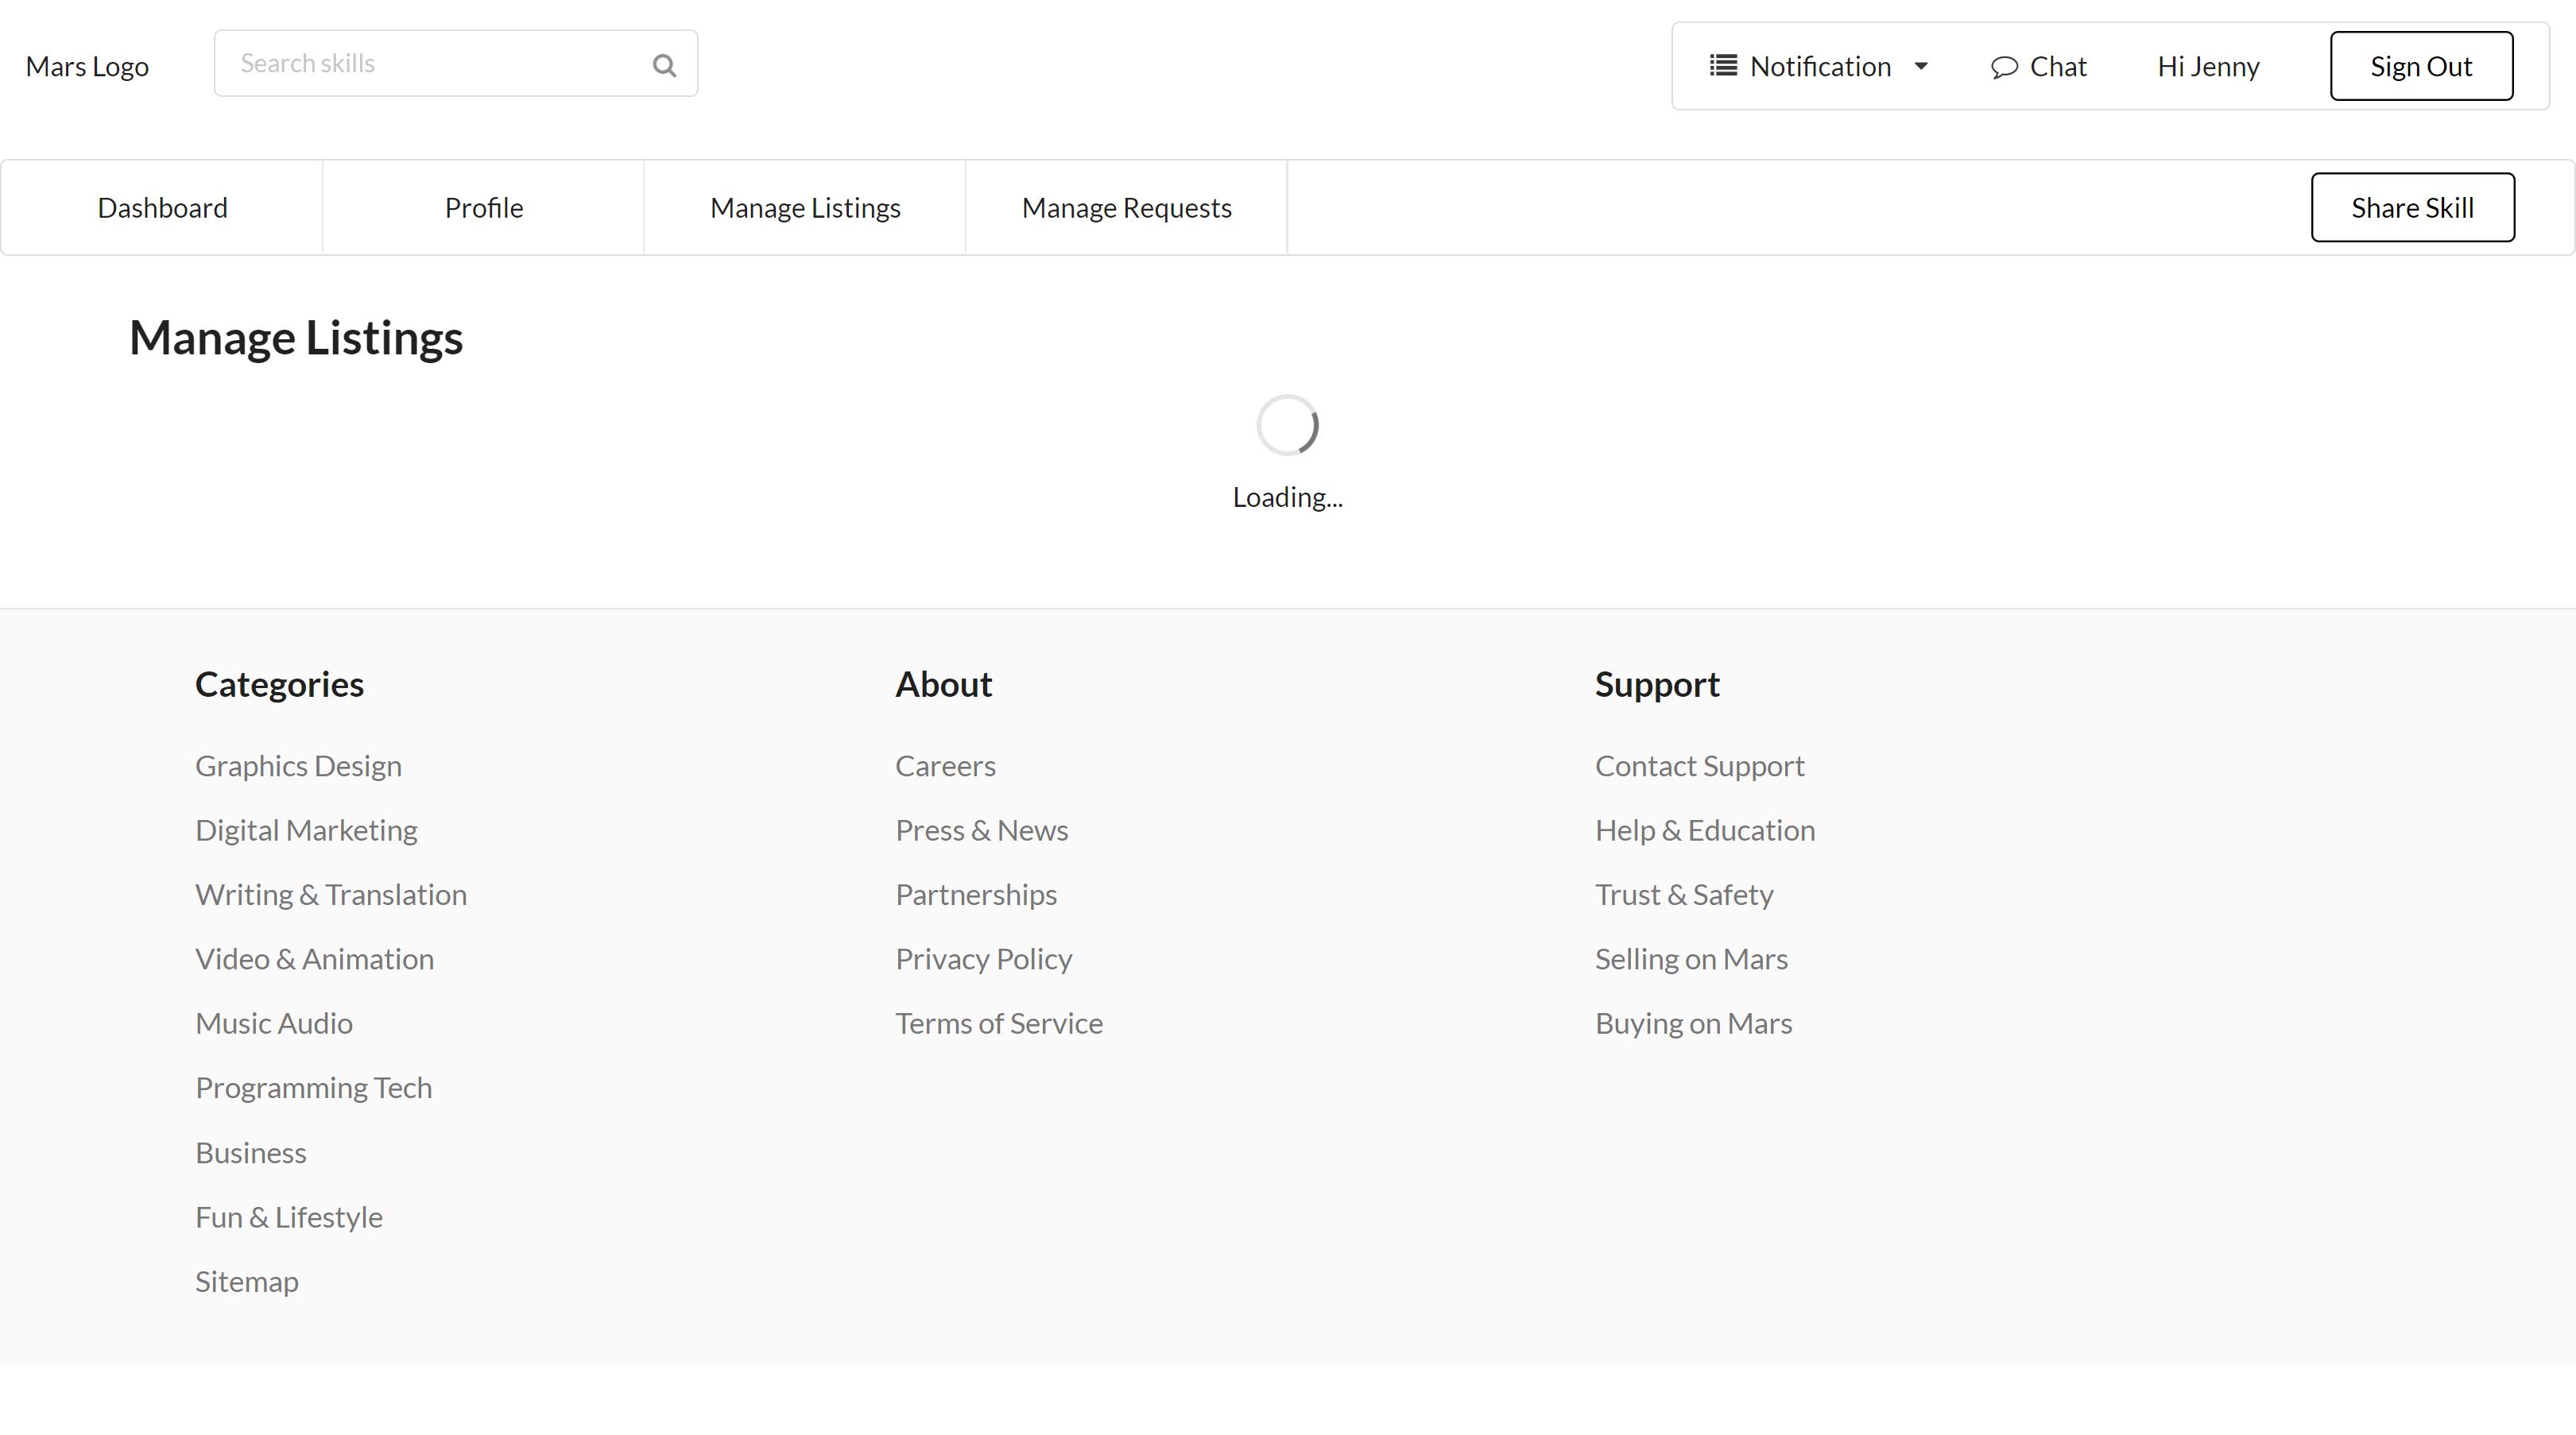 Mars Logo
Search skills
Notification
Chat
Hi Jenny
Sign Out
Dashboard
Profile
Manage Listings
Manage Requests
Share Skill
Manage Listings
Loading...
Categories
Graphics Design
Digital Marketing
Writing & Translation
Video & Animation
Music Audio
Programming Tech
Business
Fun & Lifestyle
Sitemap
About
Careers
Press & News
Partnerships
Privacy Policy
Terms of Service
Support
Contact Support
Help & Education
Trust & Safety
Selling on Mars
Buying on Mars